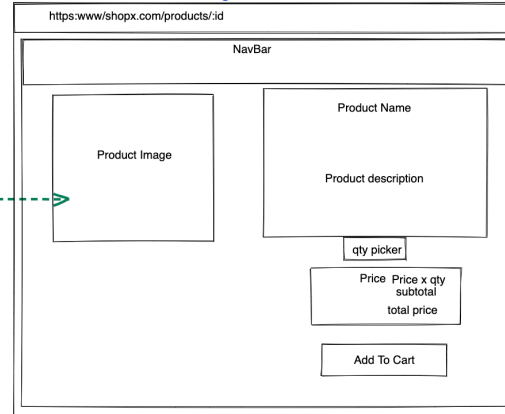 https:www/shopx.com/products/:id
NavBar
Product Name
Product Image
Product description
qty picker
Price Price x qty
subtotal
total price
Add To Cart